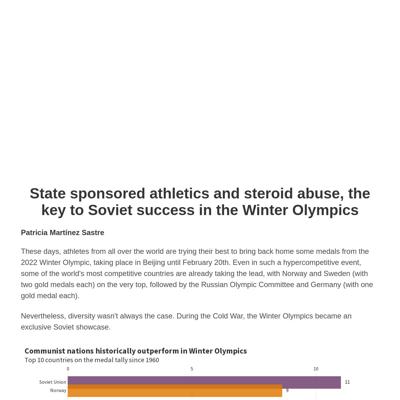 State sponsored athletics and steroid abuse, the
key to Soviet success in the Winter Olympics
Patricia Martínez Sastre
These days, athletes from all over the world are trying their best to bring back home some medals from the
2022 Winter Olympic, taking place in Beijing until February 20th. Even in such a hypercompetitive event,
some of the world's most competitive countries are already taking the lead, with Norway and Sweden (with
two gold medals each) on the very top, followed by the Russian Olympic Committee and Germany (with one
gold medal each).
Nevertheless, diversity wasn't always the case. During the Cold War, the Winter Olympics became an
exclusive Soviet showcase.
Communist nations historically outperform in Winter Olympics
Top 10 countries on the medal tally since 1960
0 5 10
Soviet Union 11
Norway